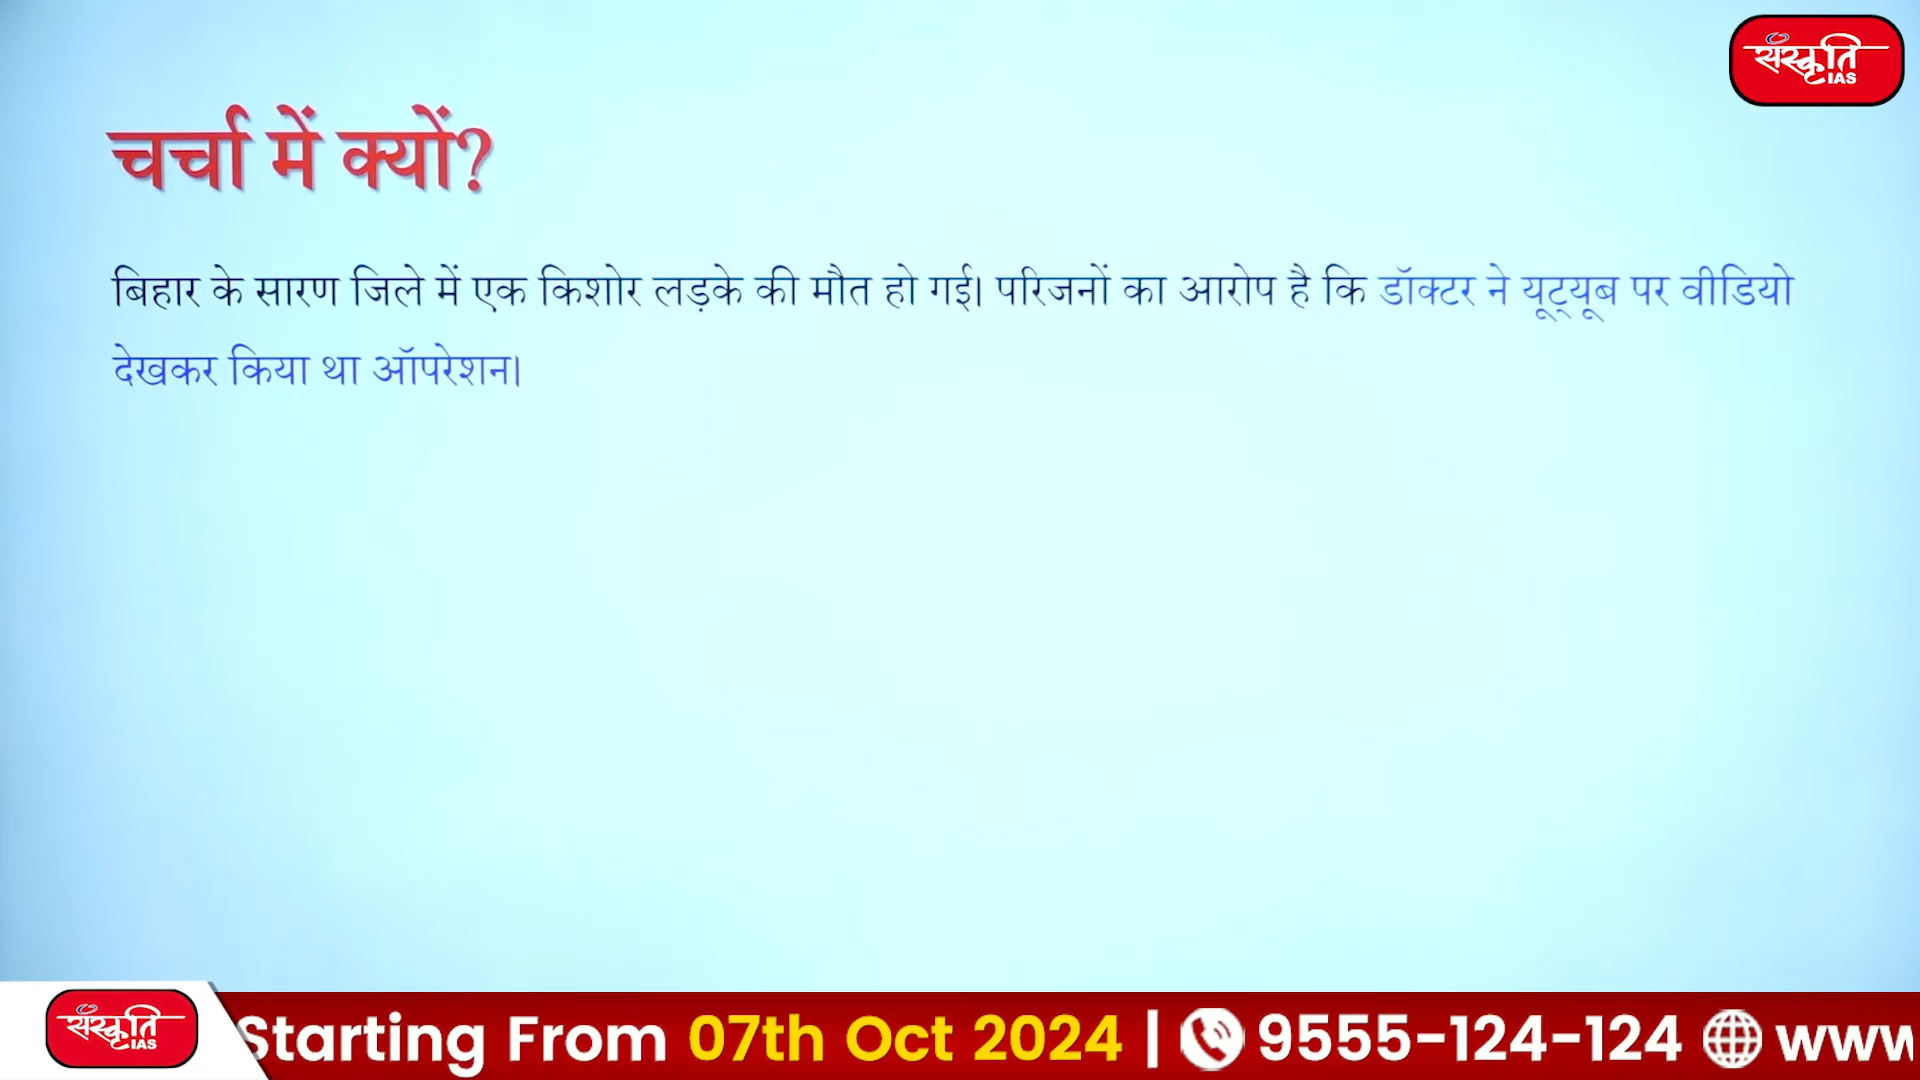 संस्कृति
IAS
चर्चा में क्यों?
बिहार के सारण जिले में एक किशोर लड़के की मौत हो गई। परिजनों का आरोप है कि डॉक्टर ने यूट्यूब पर वीडियो
देखकर किया था ऑपरेशन।
संस्कृति
IAS
Starting From 07th Oct 2024 | 9555-124-124 www